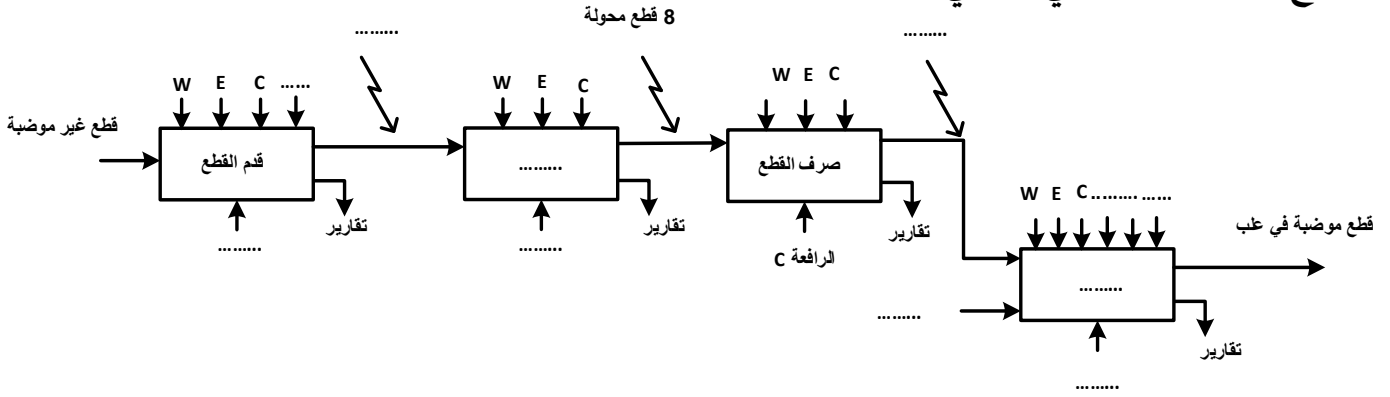 8 قطع محولة
.........
.........
W E C ......
W E C
W E C
قطع غير موضبة
قدم القطع
.........
صرف القطع
W E C ......... ......
تقارير
تقارير
تقارير
.........
.........
الرافعة C
قطع موضبة في علب
.........
.........
تقارير
.........